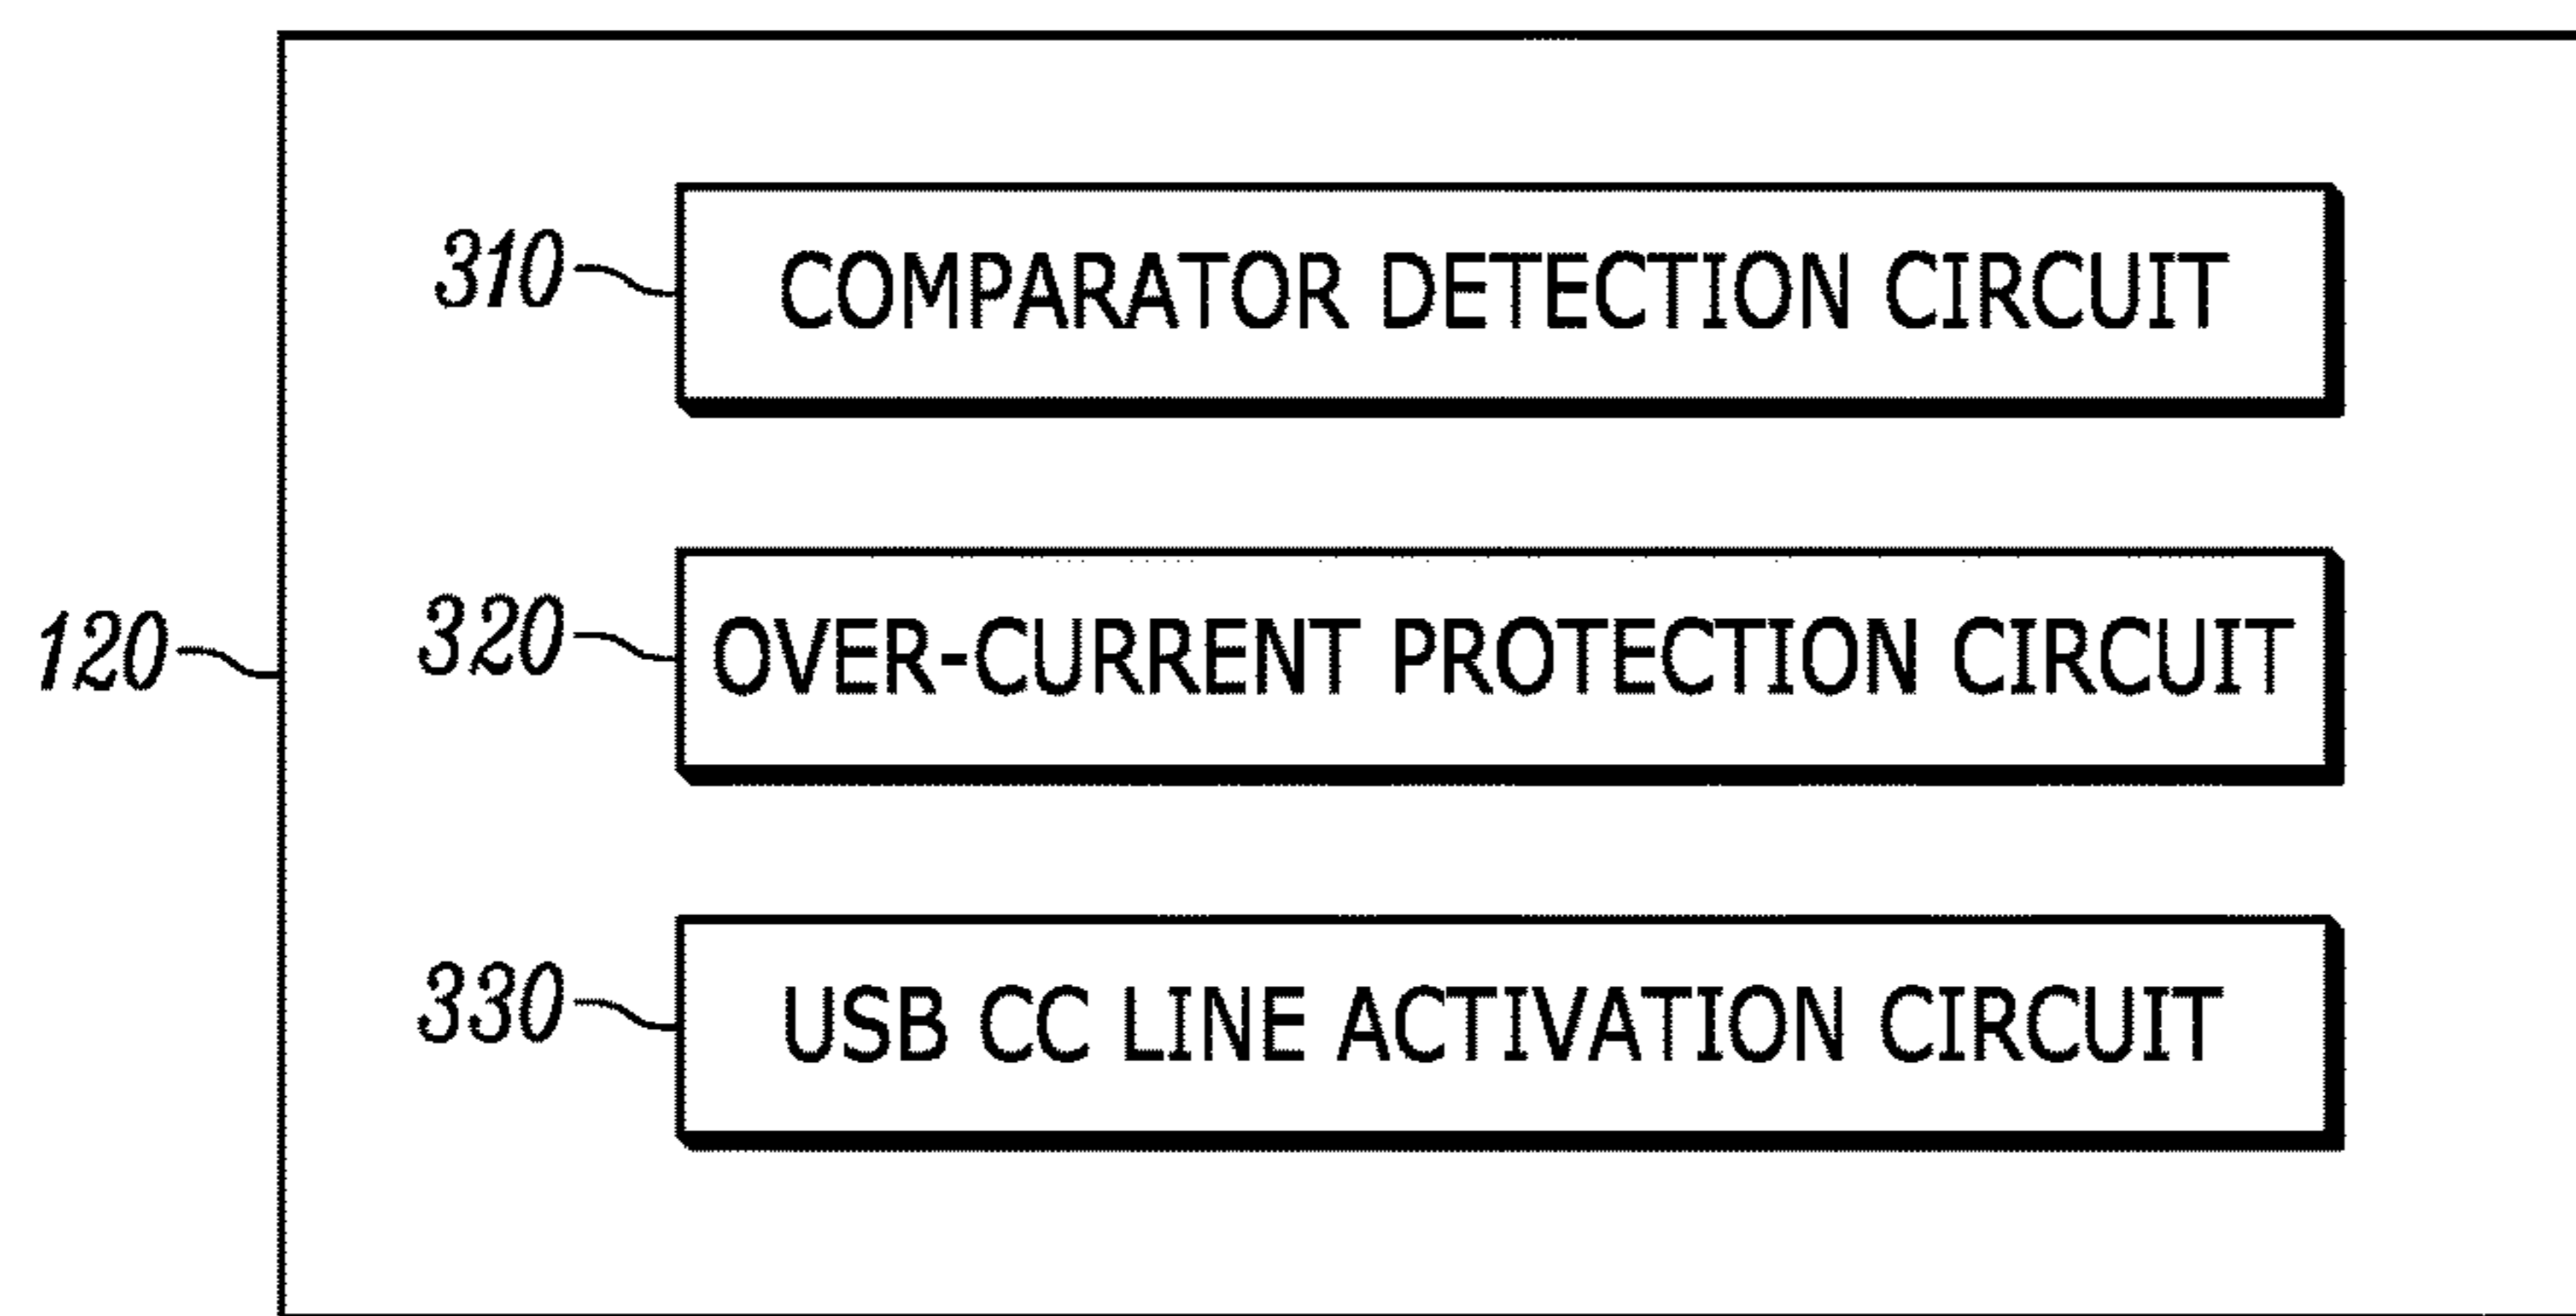 310 COMPARATOR DETECTION CIRCUIT
120
320 OVER-CURRENT PROTECTION CIRCUIT
330 USB CC LINE ACTIVATION CIRCUIT